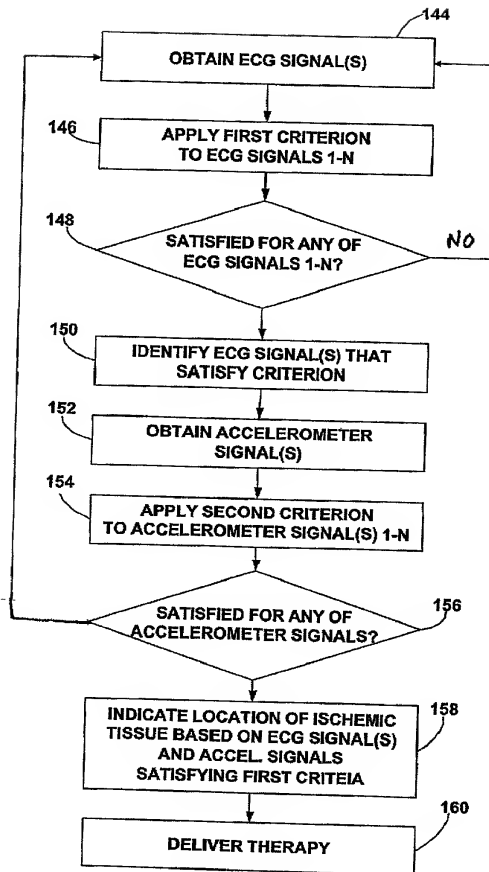 144
OBTAIN ECG SIGNAL(S)
146
APPLY FIRST CRITERION
TO ECG SIGNALS 1-N
148
SATISFIED FOR ANY OF
ECG SIGNALS 1-N?
NO
150
IDENTIFY ECG SIGNAL(S) THAT
SATISFY CRITERION
152
OBTAIN ACCELEROMETER
SIGNAL(S)
154
APPLY SECOND CRITERION
TO ACCELEROMETER SIGNAL(S) 1-N
156
SATISFIED FOR ANY OF
ACCELEROMETER SIGNALS?
158
INDICATE LOCATION OF ISCHEMIC
TISSUE BASED ON ECG SIGNAL(S)
AND ACCEL. SIGNALS
SATISFYING FIRST CRITEIA
160
DELIVER THERAPY